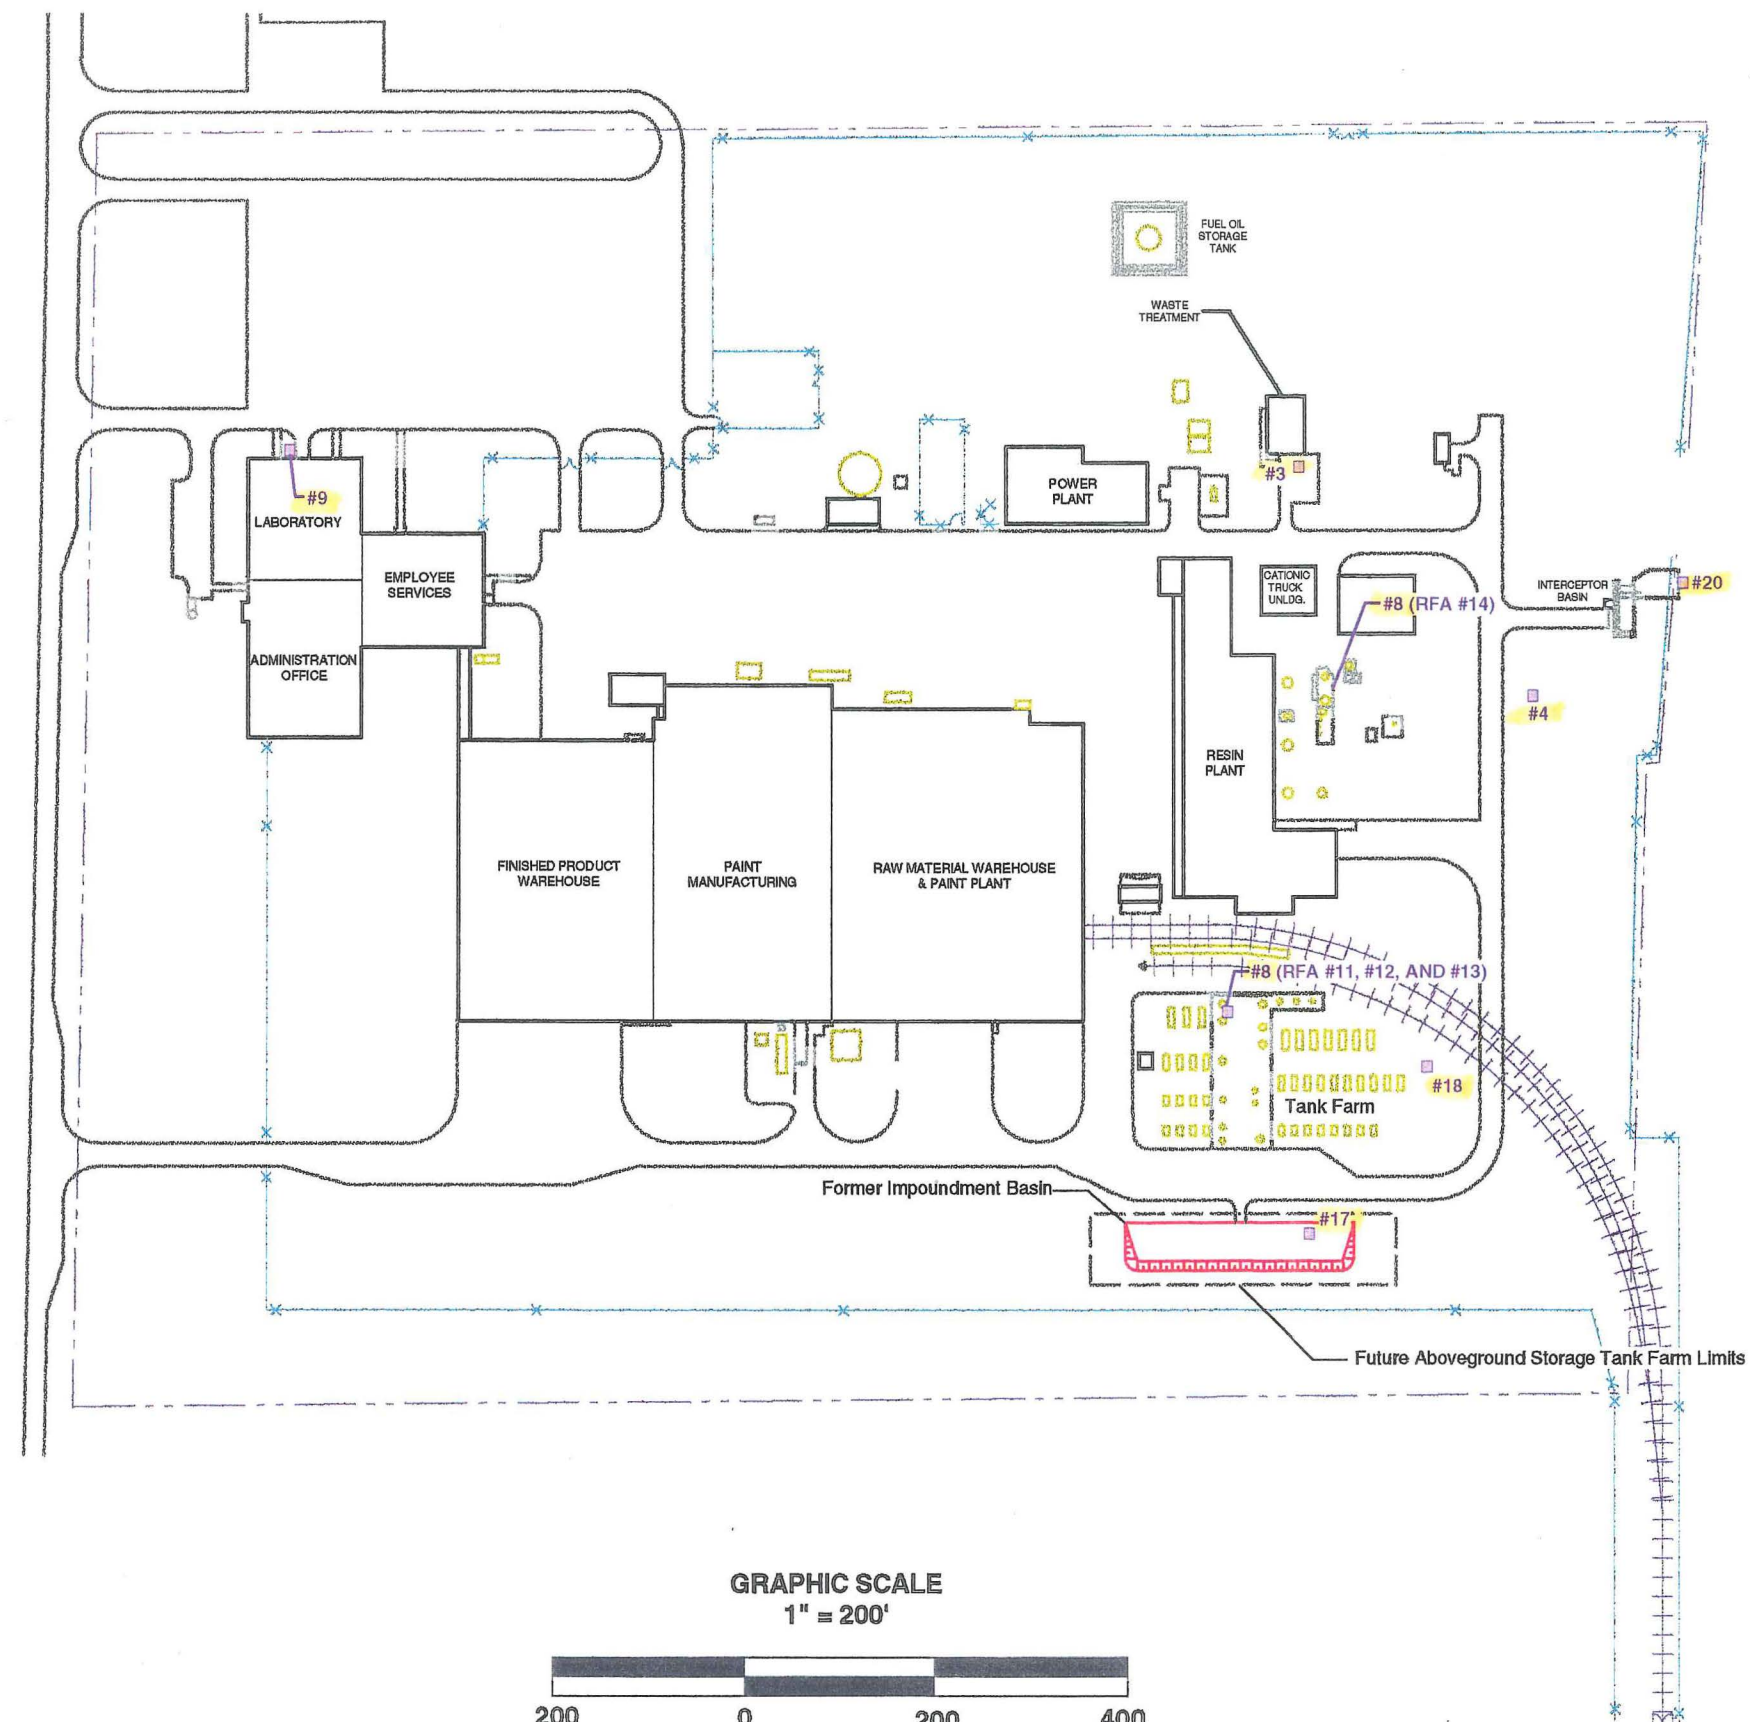 FUEL OIL
STORAGE
TANK
WASTE
TREATMENT
POWER
PLANT
#3
#9
LABORATORY
EMPLOYEE
SERVICES
ADMINISTRATION
OFFICE
CATIONIC
TRUCK
UNLDG.
#8 (RFA #14)
INTERCEPTOR
BASIN
#20
#4
RESIN
PLANT
FINISHED PRODUCT
WAREHOUSE
PAINT
MANUFACTURING
RAW MATERIAL WAREHOUSE
& PAINT PLANT
#8 (RFA #11, #12, AND #13)
#18
Tank Farm
Former Impoundment Basin
#17
Future Aboveground Storage Tank Farm Limits
GRAPHIC SCALE
1" = 200'
200 0 200 400